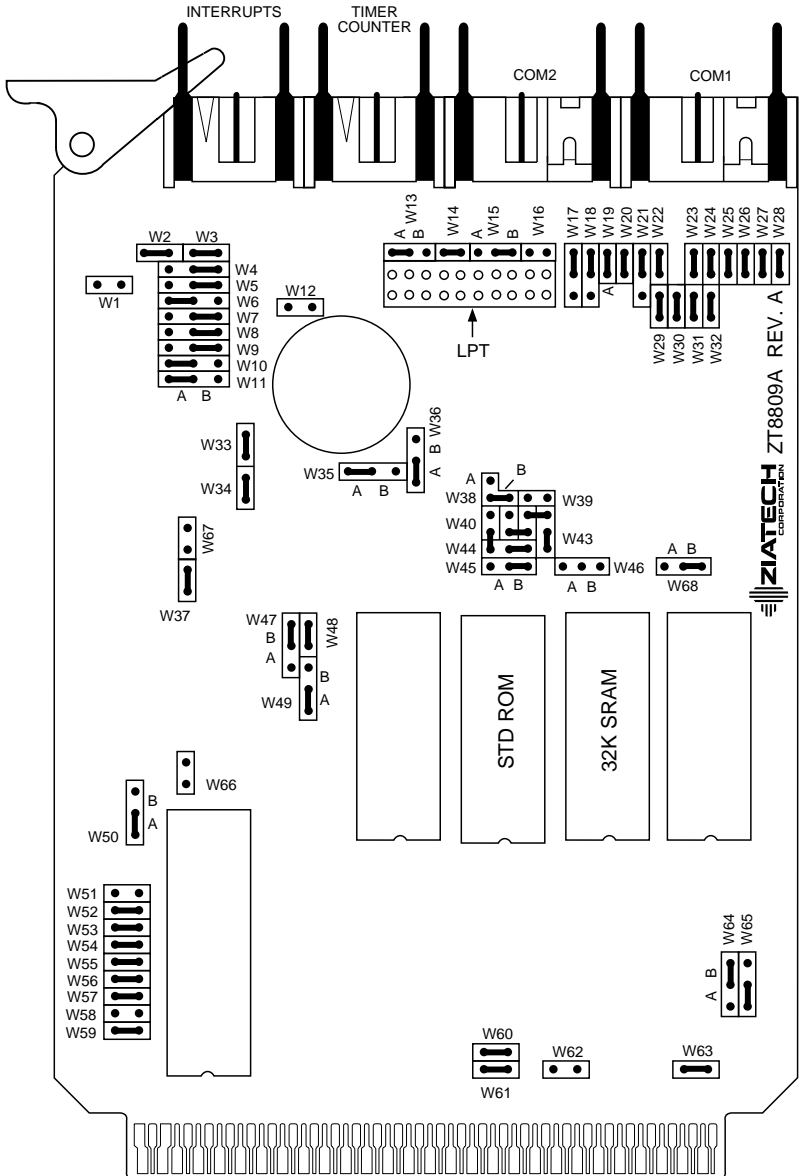 INTERRUPTS
TIMER
COUNTER
COM2
COM1
A
W13
B
W14
A
W15
B
W16
W17
W18
W19
W20
W21
W22
W23
W24
W25
W26
W27
W28
A
A
W2
W3
W4
W5
W6
W7
W8
W9
W10
W11
A B
W1
W12
LPT
W29
W30
W31
W32
ZT8809A REV. A
ZIATECH
CORPORATION
W33
W34
W35
A B
W36
B
A
A
B
W38
W39
W40
W43
W44
W45
A B
W46
A B
A B
W68
W67
W37
W47
B
A
W48
B
A
W49
STD ROM
32K SRAM
W66
B
A
W50
W51
W52
W53
W54
W55
W56
W57
W58
W59
W64
W65
B
A
W60
W61
W62
W63